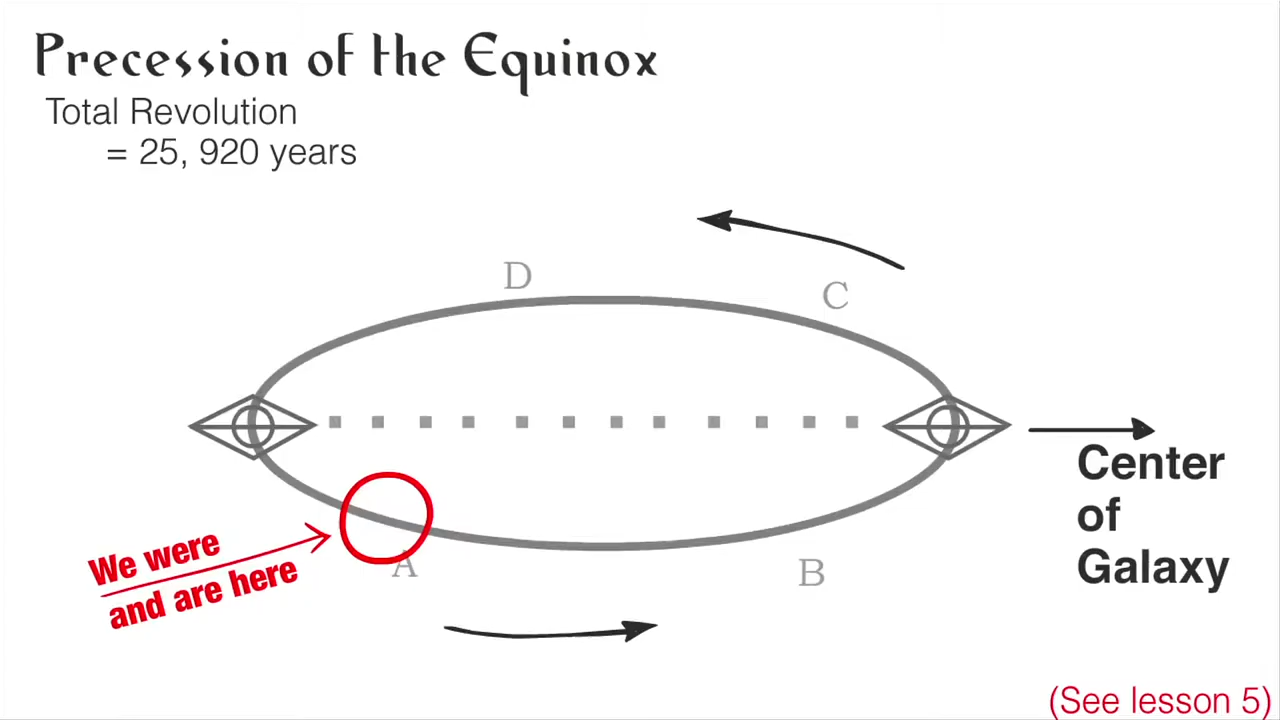 Precession of the Equinox
Total Revolution
= 25, 920 years
D
C
Center
of
Galaxy
We were
and are here
A
B
(See lesson 5)